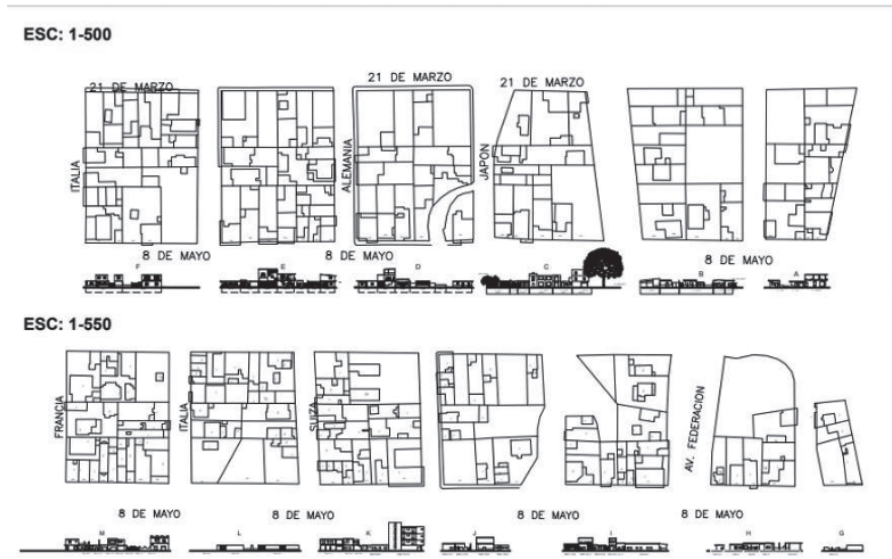 ESC: 1-500
21 DE MARZO
21 DE MARZO
21 DE MARZO
ITALIA
ALEMANIA
JAPON
8 DE MAYO
8 DE MAYO
8 DE MAYO
F
E
D
C
B
A
ESC: 1-550
FRANCIA
ITALIA
SUIZA
AV. FEDERACION
8 DE MAYO
8 DE MAYO
8 DE MAYO
8 DE MAYO
M
L
K
J
I
H
G